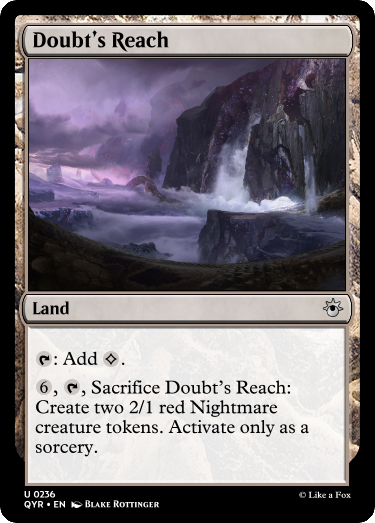 Doubt's Reach
Land
: Add .
6, , Sacrifice Doubt's Reach:
Create two 2/1 red Nightmare
creature tokens. Activate only as a
sorcery.
U 0236
QYR • EN Blake Rottinger
© Like a Fox